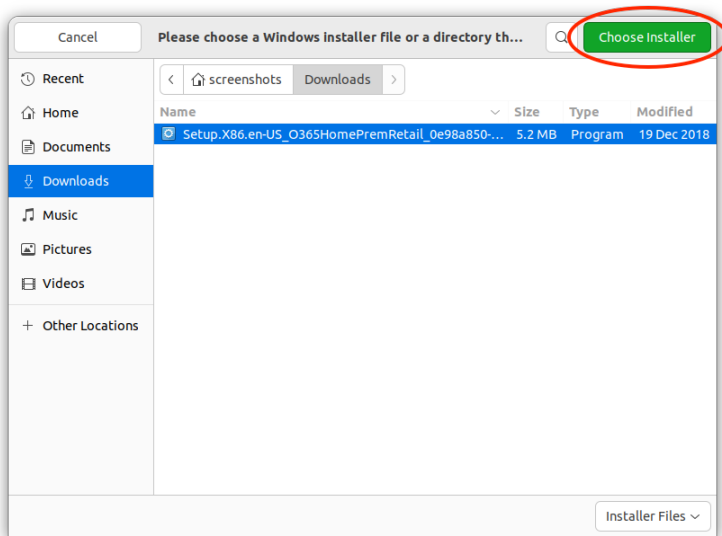 Cancel
Please choose a Windows installer file or a directory th...
Choose Installer
Recent
Home
Documents
Downloads
Music
Pictures
Videos
Other Locations
screenshots
Downloads
Name Size Type Modified
Setup.X86.en-US_O365HomePremRetail_0e98a850-... 5.2 MB Program 19 Dec 2018
Installer Files